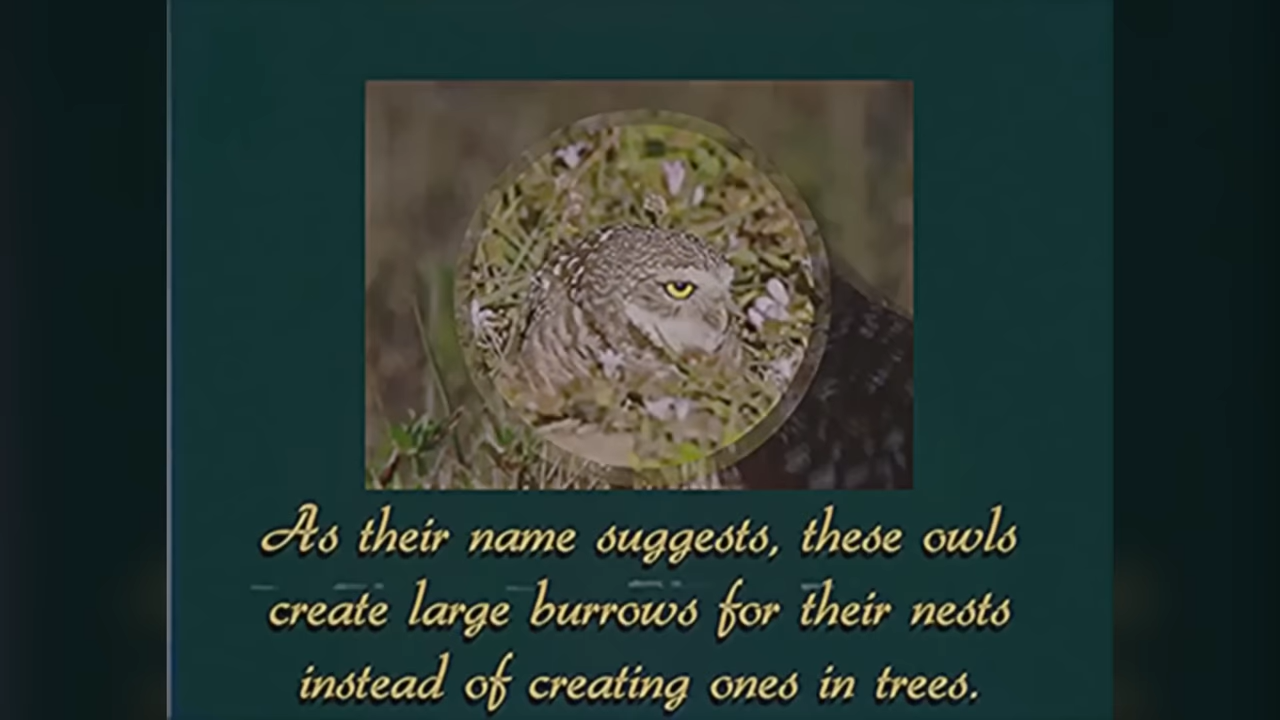 As their name suggests, these owls
create large burrows for their nests
instead of creating ones in trees.